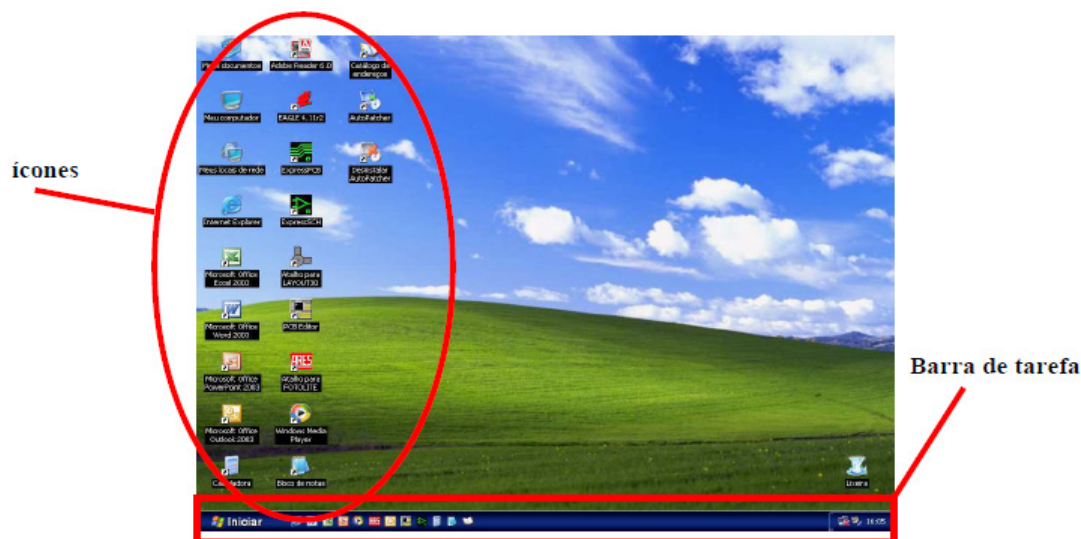 ícones
Barra de tarefa
Meus documentos
Adobe Reader 6.0
Catálogo de
endereços
Meu computador
EAGLE 4.11r2
AutoPatcher
Meus locais de rede
ExpressPCB
Desinstalar
AutoPatcher
Internet Explorer
ExpressSCH
Microsoft Office
Excel 2003
Atalho para
LAYOUT3D
Microsoft Office
Word 2003
PCB Editor
Microsoft Office
PowerPoint 2003
ARES
Atalho para
FOTOLITE
Microsoft Office
Outlook 2003
Windows Media
Player
Calculadora
Bloco de notas
Lixeira
Iniciar
16:05